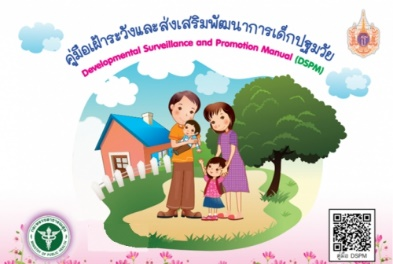 คู่มือเฝ้าระวังและส่งเสริมพัฒนาการเด็กปฐมวัย
Developmental Surveillance and Promotion Manual (DSPM)
คู่มือ DSPM